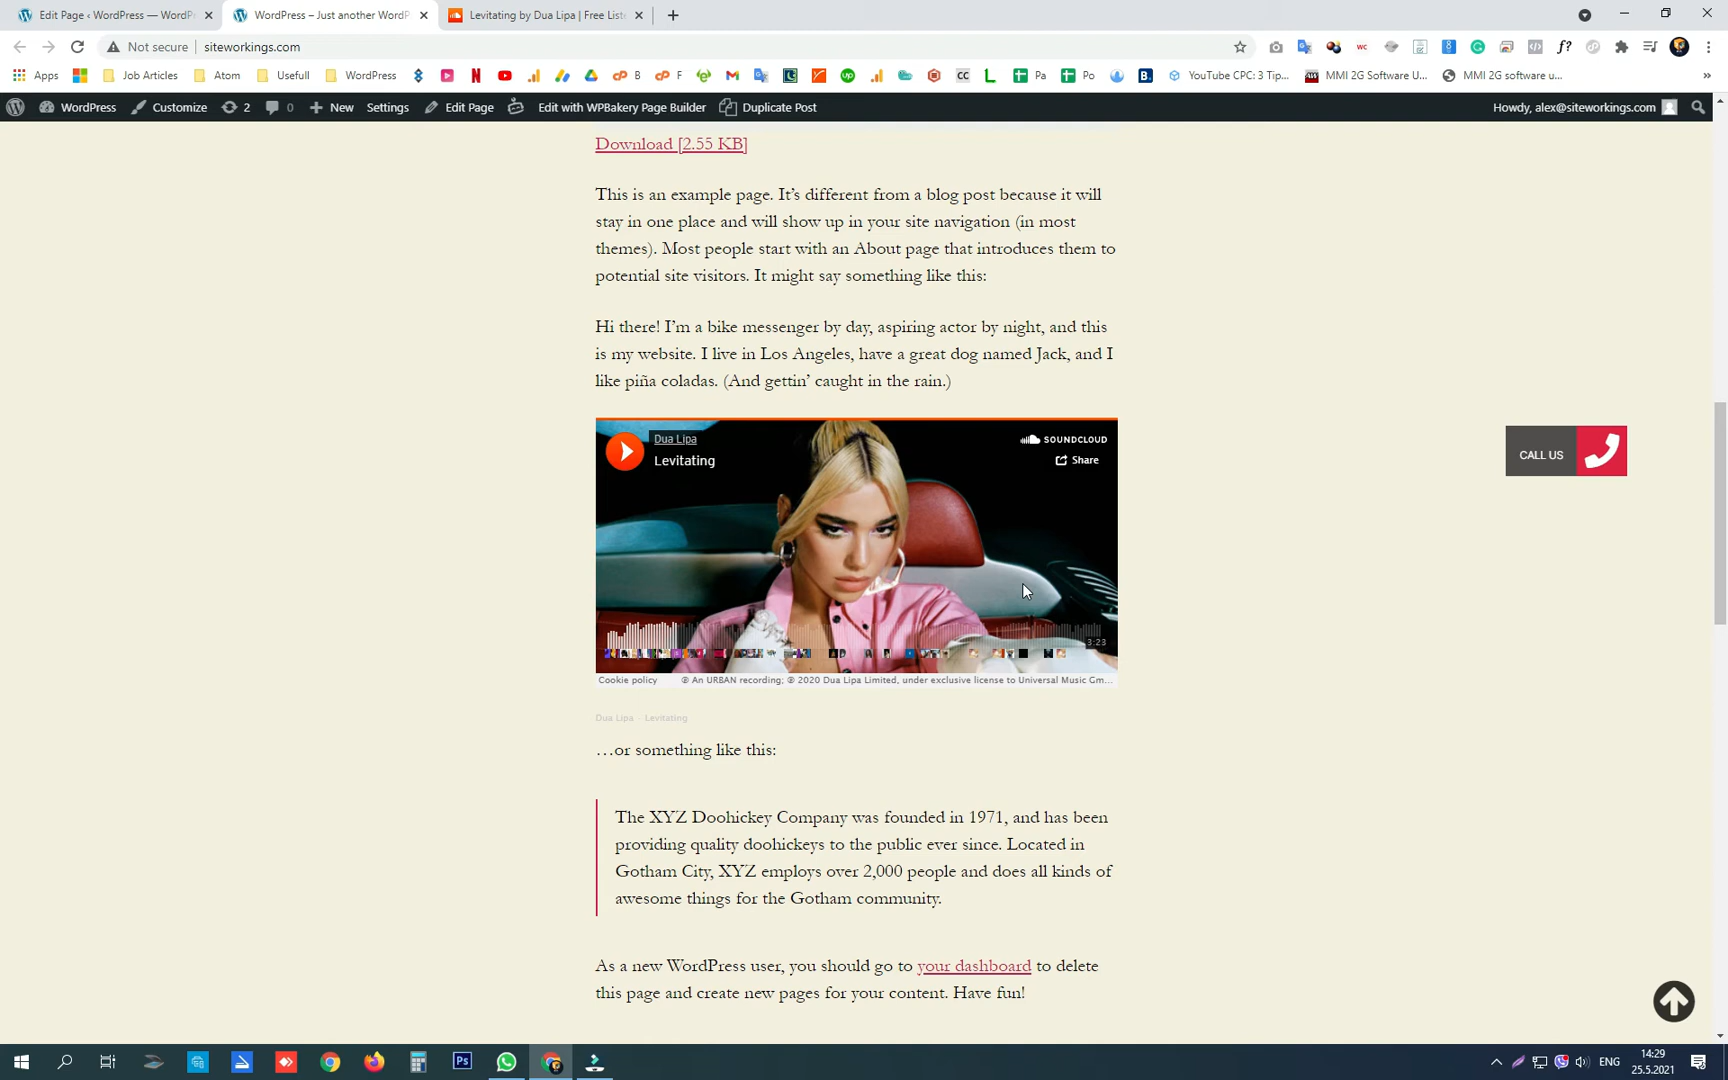 Edit Page ‹ WordPress — WordP
WordPress – Just another WordP
Levitating by Dua Lipa | Free List
Not secure
siteworkings.com
Apps
Job Articles
Atom
Usefull
WordPress
B
F
CC
Pa
Po
YouTube CPC: 3 Tip...
MMI 2G Software U...
MMI 2G software u...
WordPress
Customize
2
0
New
Settings
Edit Page
Edit with WPBakery Page Builder
Duplicate Post
Howdy, alex@siteworkings.com
Download [2.55 KB]
This is an example page. It’s different from a blog post because it will
stay in one place and will show up in your site navigation (in most
themes). Most people start with an About page that introduces them to
potential site visitors. It might say something like this:
Hi there! I’m a bike messenger by day, aspiring actor by night, and this
is my website. I live in Los Angeles, have a great dog named Jack, and I
like piña coladas. (And gettin’ caught in the rain.)
Dua Lipa
Levitating
SOUNDCLOUD
Share
CALL US
3:23
Cookie policy
℗ An URBAN recording; ℗ 2020 Dua Lipa Limited, under exclusive license to Universal Music Gm...
Dua Lipa · Levitating
…or something like this:
The XYZ Doohickey Company was founded in 1971, and has been
providing quality doohickeys to the public ever since. Located in
Gotham City, XYZ employs over 2,000 people and does all kinds of
awesome things for the Gotham community.
As a new WordPress user, you should go to your dashboard to delete
this page and create new pages for your content. Have fun!
ENG
14:29
25.5.2021